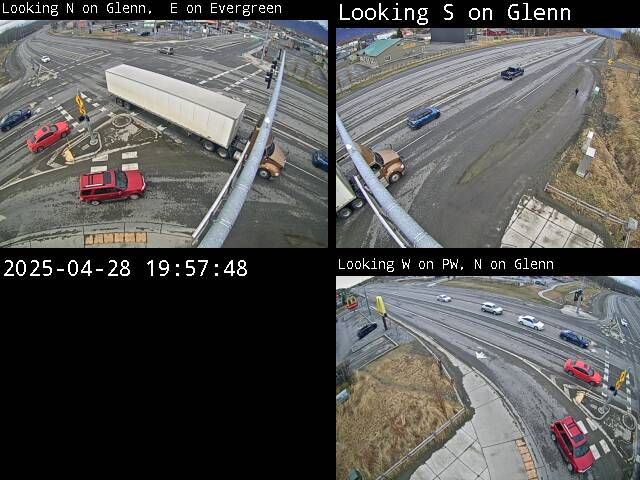 Looking N on Glenn,  E on Evergreen
Looking S on Glenn
2025-04-28 19:57:48
Looking W on PW, N on Glenn